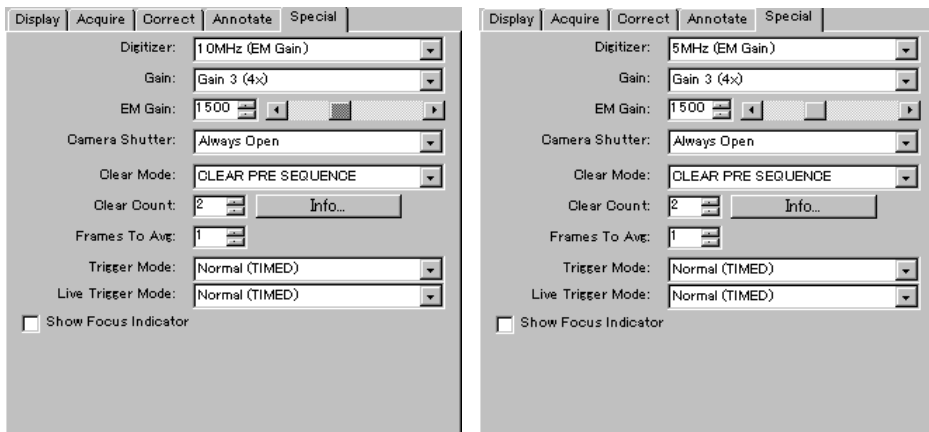 Display Acquire Correct Annotate Special
Digitizer: 10MHz (EM Gain)
Gain: Gain 3 (4x)
EM Gain: 1500
Camera Shutter: Always Open
Clear Mode: CLEAR PRE SEQUENCE
Clear Count: 2 Info...
Frames To Avg: 1
Trigger Mode: Normal (TIMED)
Live Trigger Mode: Normal (TIMED)
Show Focus Indicator
Display Acquire Correct Annotate Special
Digitizer: 5MHz (EM Gain)
Gain: Gain 3 (4x)
EM Gain: 1500
Camera Shutter: Always Open
Clear Mode: CLEAR PRE SEQUENCE
Clear Count: 2 Info...
Frames To Avg: 1
Trigger Mode: Normal (TIMED)
Live Trigger Mode: Normal (TIMED)
Show Focus Indicator